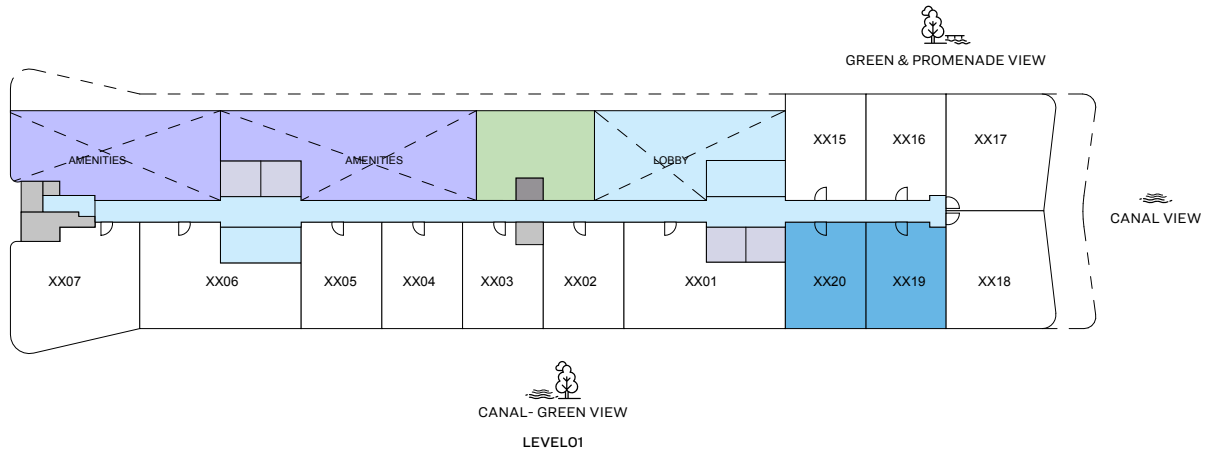 GREEN & PROMENADE VIEW
AMENITIES
AMENITIES
LOBBY
XX15
XX16
XX17
CANAL VIEW
XX07
XX06
XX05
XX04
XX03
XX02
XX01
XX20
XX19
XX18
CANAL- GREEN VIEW
LEVEL01